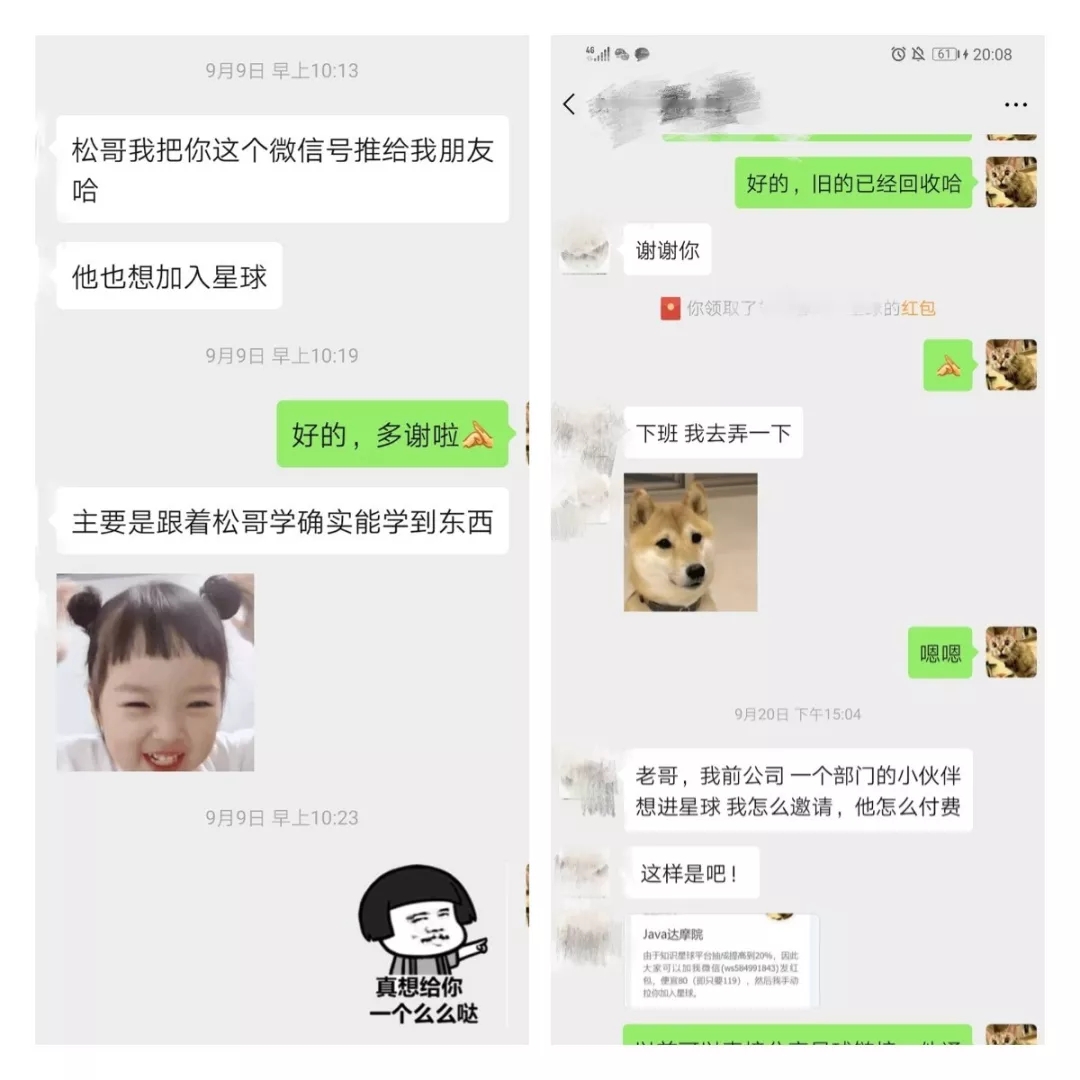 9月9日 早上10:13
松哥我把你这个微信号推给我朋友
哈
他也想加入星球
9月9日 早上10:19
好的，多谢啦
主要是跟着松哥学确实能学到东西
9月9日 早上10:23
真想给你
一个么么哒
4G
61
20:08
好的，旧的已经回收哈
谢谢你
你领取了
的红包
下班 我去弄一下
嗯嗯
9月20日 下午15:04
老哥，我前公司 一个部门的小伙伴
想进星球 我怎么邀请，他怎么付费
这样是吧！
Java达摩院
由于知识星球平台抽成提高到20%，因此
大家可以加我微信(ws584991843)发红
包，便宜80（即只要119），然后我手动
拉你加入星球。